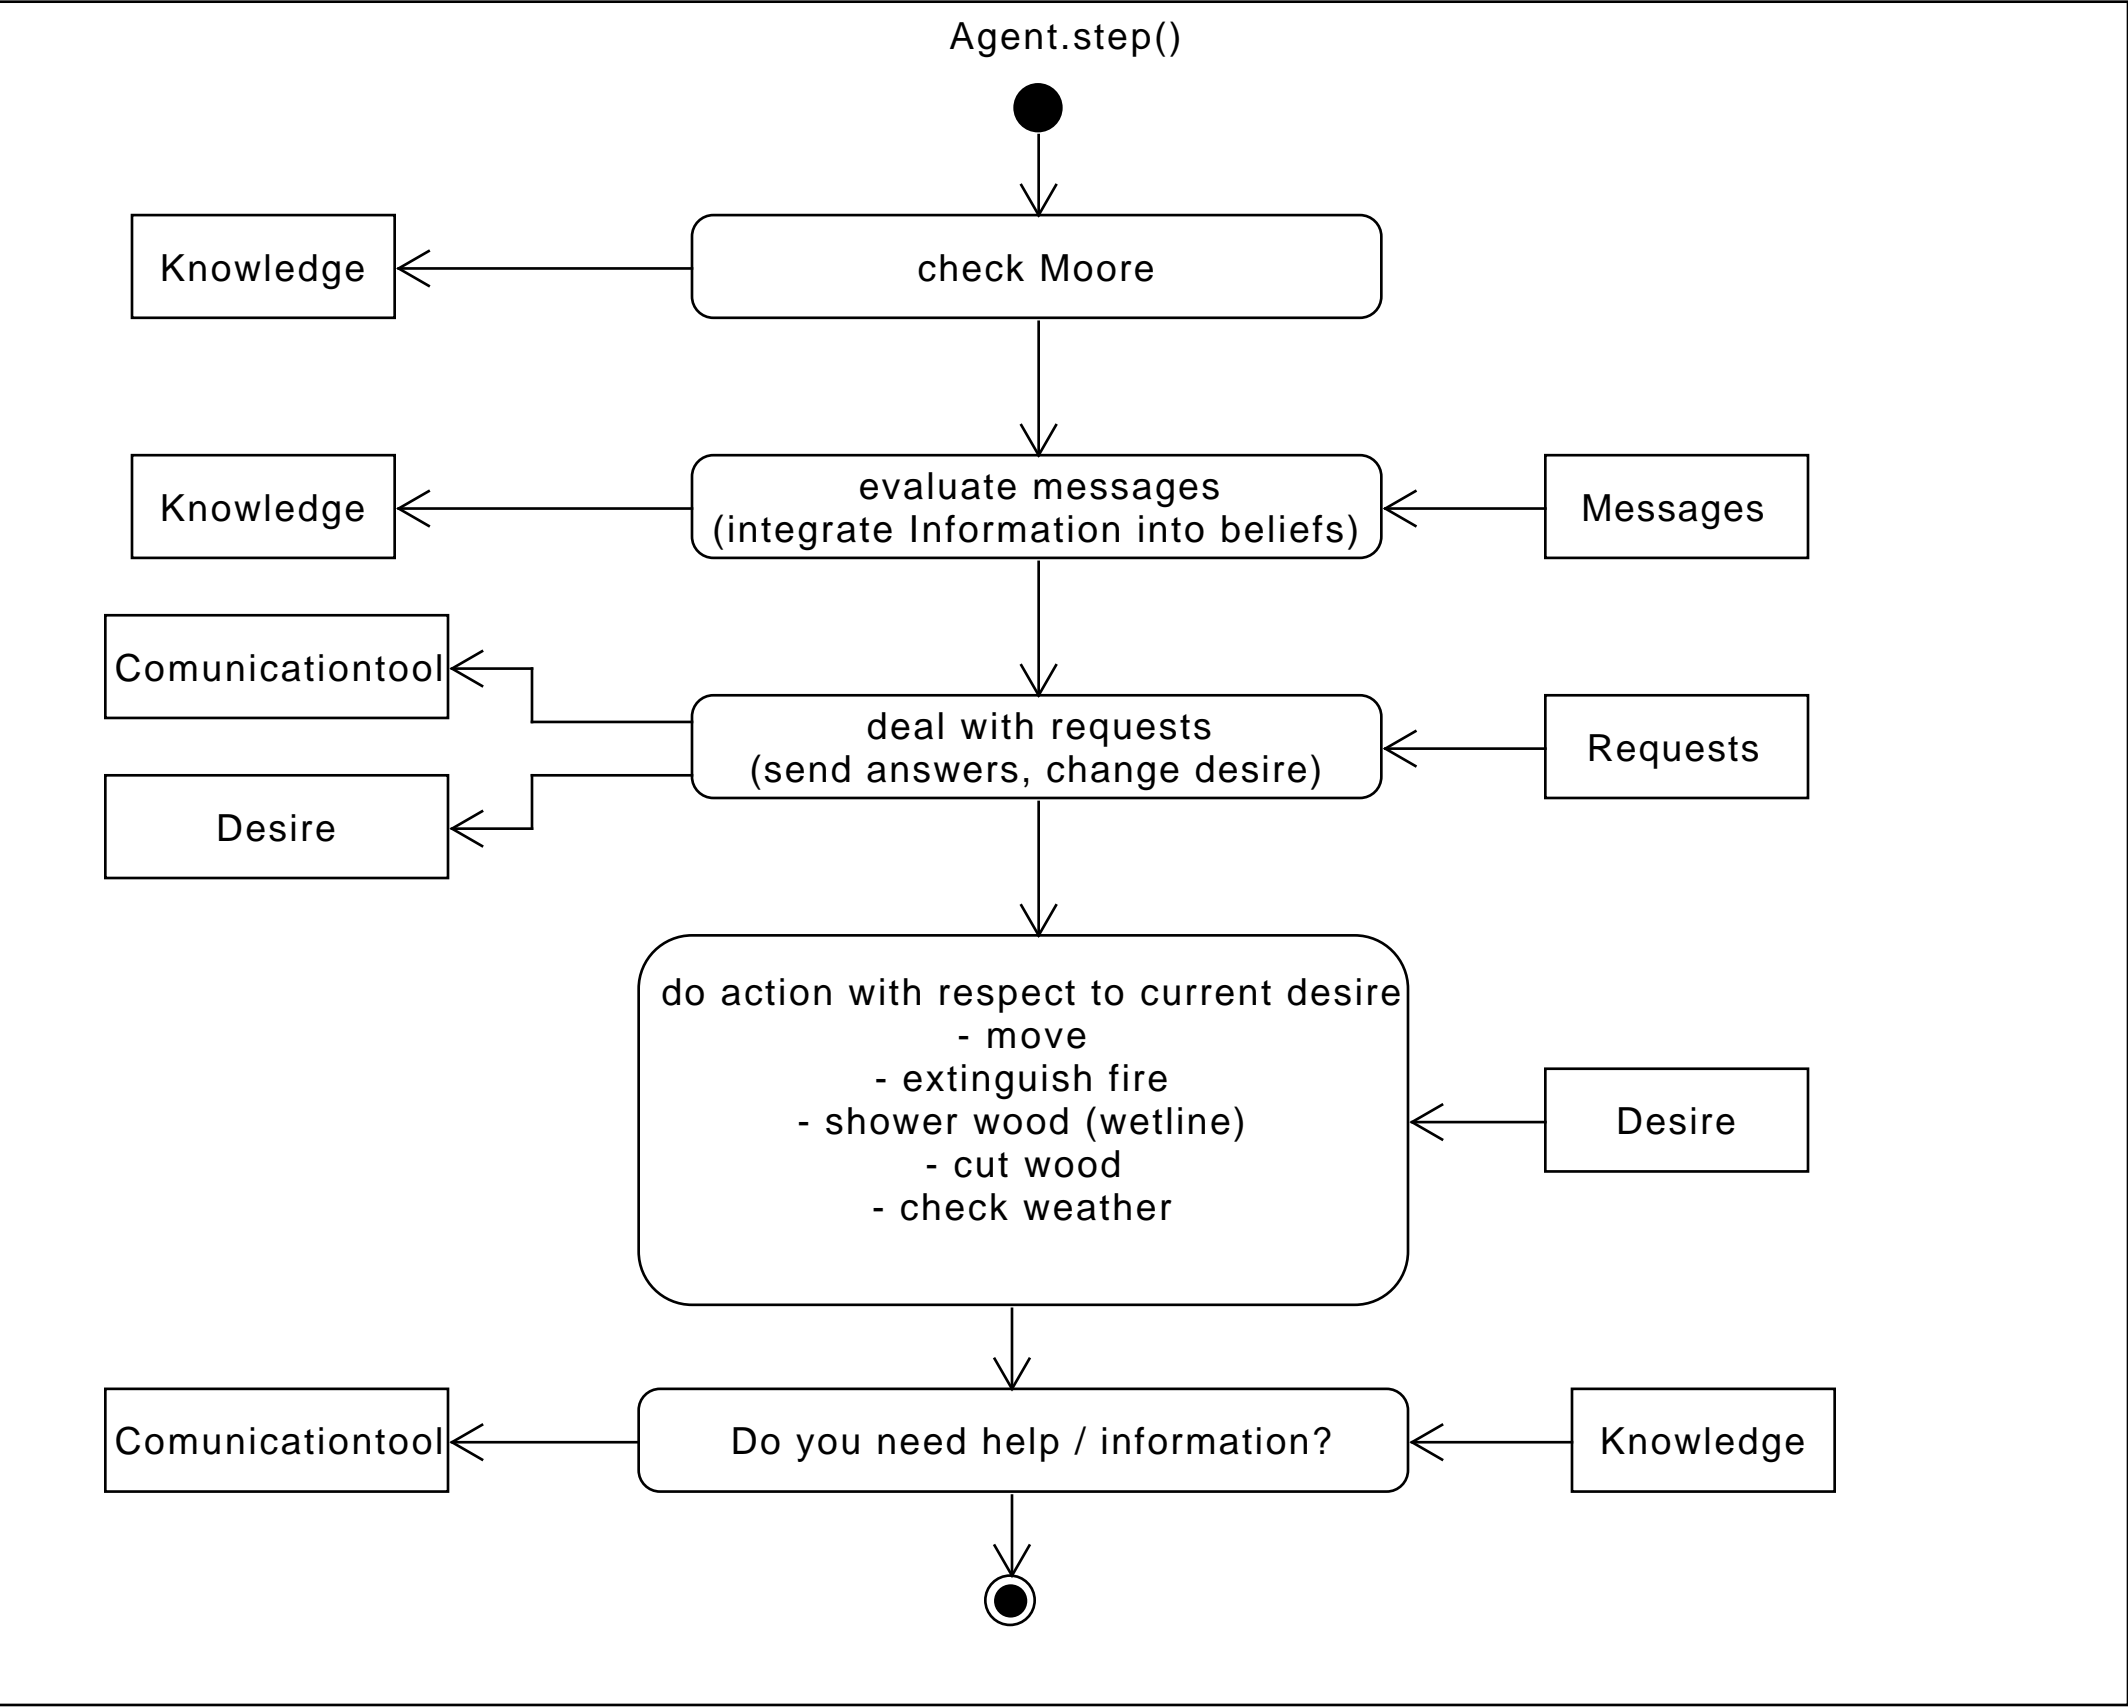 Agent.step()
Knowledge
check Moore
Knowledge
evaluate messages
(integrate Information into beliefs)
Messages
Comunicationtool
deal with requests
(send answers, change desire)
Requests
Desire
do action with respect to current desire
- move
- extinguish fire
- shower wood (wetline)
- cut wood
- check weather
Desire
Comunicationtool
Do you need help / information?
Knowledge